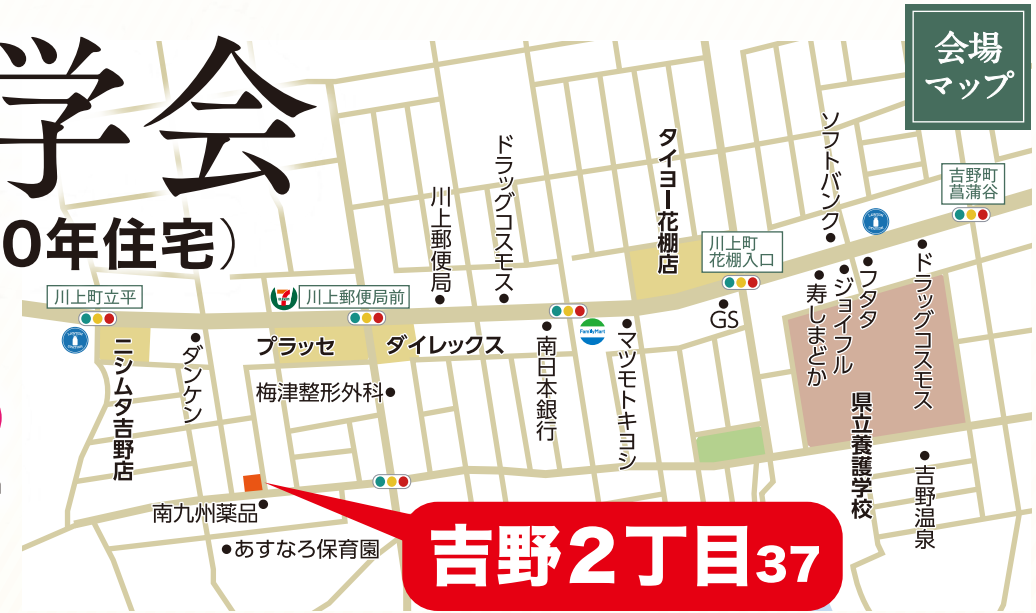 学会
0年住宅）
会場
マップ
吉野町
菖蒲谷
ソフトバンク
タイヨー花棚店
ドラッグコスモス
川上郵便局
川上町
花棚入口
川上町立平
川上郵便局前
FamilyMart
GS
マツモトキヨシ
南日本銀行
寿しまどか
ジョイフル
フタタ
ドラッグコスモス
ニシムタ吉野店
ダンケン
プラッセ
ダイレックス
梅津整形外科
県立養護学校
吉野温泉
南九州薬品
あすなろ保育園
吉野2丁目37